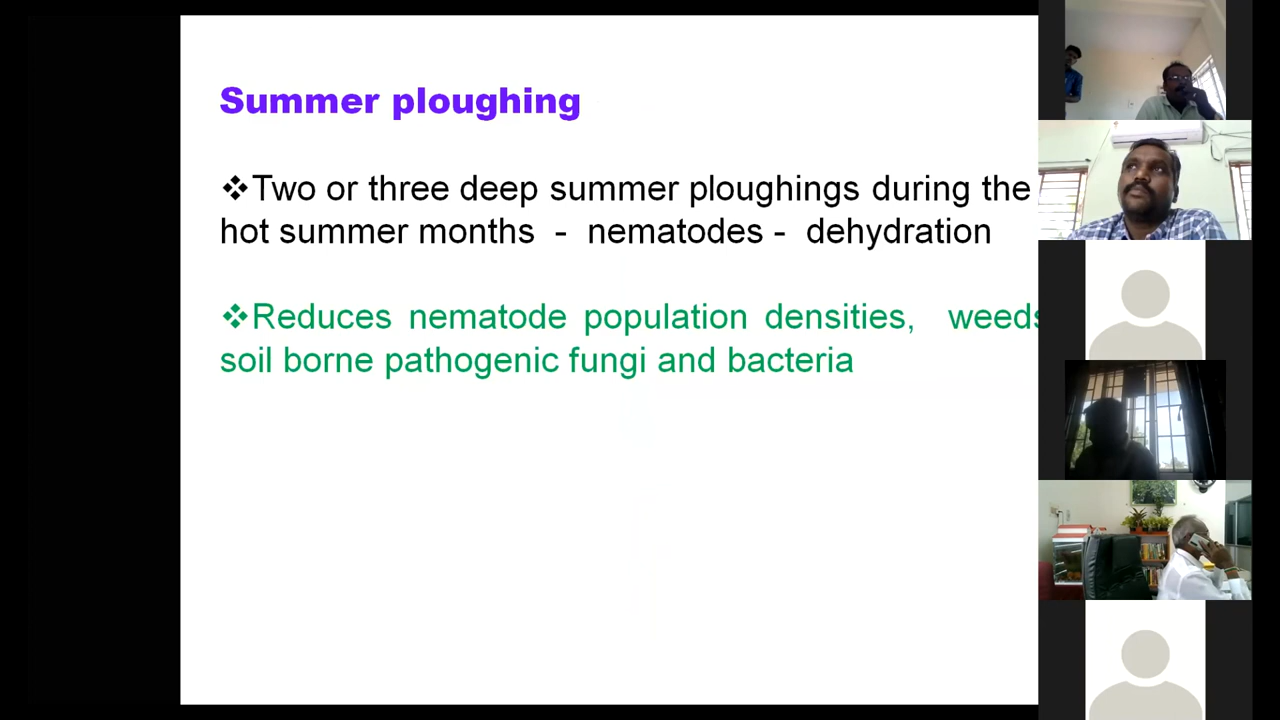 Summer ploughing
❖Two or three deep summer ploughings during the
hot summer months - nematodes - dehydration
❖Reduces nematode population densities, weeds
soil borne pathogenic fungi and bacteria